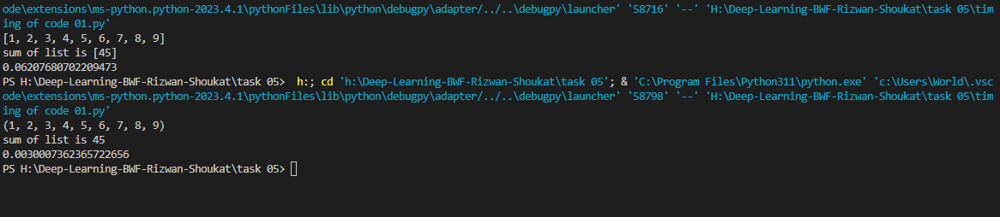 ode\extensions\ms-python.python-2023.4.1\pythonFiles\lib\python\debugpy\adapter/../..\debugpy\launcher' '58716' '--' 'H:\Deep-Learning-BWF-Rizwan-Shoukat\task 05\tim
ing of code 01.py'
[1, 2, 3, 4, 5, 6, 7, 8, 9]
sum of list is [45]
0.06207680702209473
PS H:\Deep-Learning-BWF-Rizwan-Shoukat\task 05>  h:; cd 'h:\Deep-Learning-BWF-Rizwan-Shoukat\task 05'; & 'C:\Program Files\Python311\python.exe' 'c:\Users\World\.vsc
ode\extensions\ms-python.python-2023.4.1\pythonFiles\lib\python\debugpy\adapter/../..\debugpy\launcher' '58798' '--' 'H:\Deep-Learning-BWF-Rizwan-Shoukat\task 05\tim
ing of code 01.py'
(1, 2, 3, 4, 5, 6, 7, 8, 9)
sum of list is 45
0.0030007362365722656
PS H:\Deep-Learning-BWF-Rizwan-Shoukat\task 05>